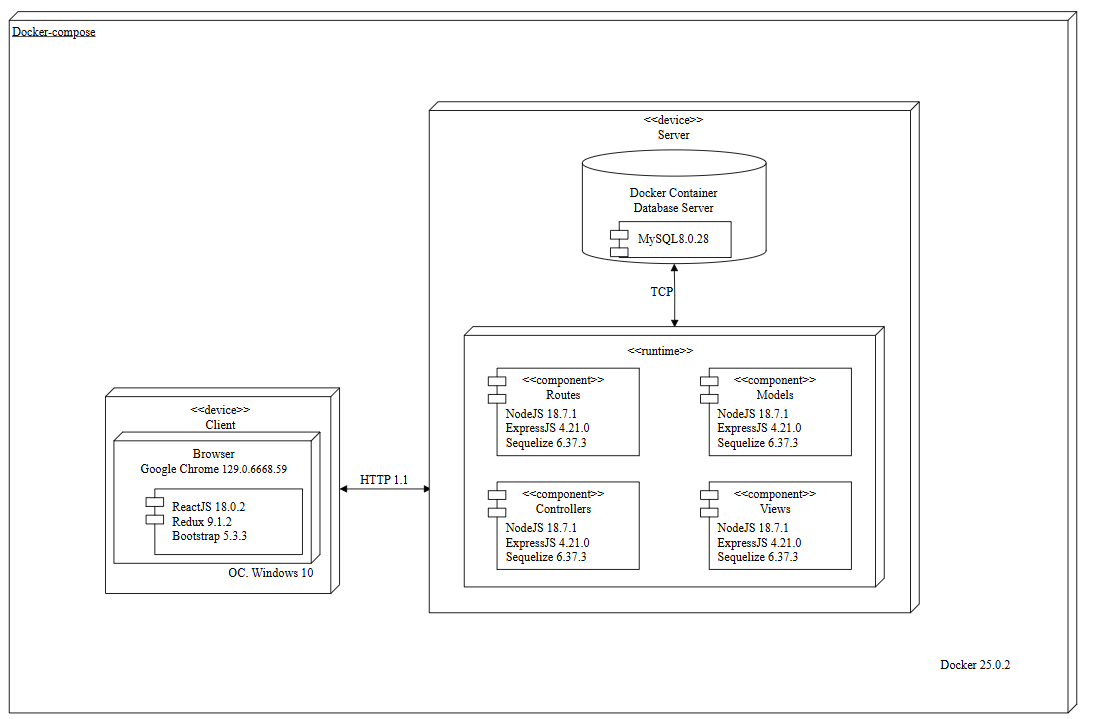 Docker-compose
<<device>>
Server
Docker Container
Database Server
MySQL8.0.28
TCP
<<runtime>>
<<component>>
Routes
NodeJS 18.7.1
ExpressJS 4.21.0
Sequelize 6.37.3
<<component>>
Models
NodeJS 18.7.1
ExpressJS 4.21.0
Sequelize 6.37.3
<<component>>
Controllers
NodeJS 18.7.1
ExpressJS 4.21.0
Sequelize 6.37.3
<<component>>
Views
NodeJS 18.7.1
ExpressJS 4.21.0
Sequelize 6.37.3
<<device>>
Client
Browser
Google Chrome 129.0.6668.59
ReactJS 18.0.2
Redux 9.1.2
Bootstrap 5.3.3
OC. Windows 10
HTTP 1.1
Docker 25.0.2